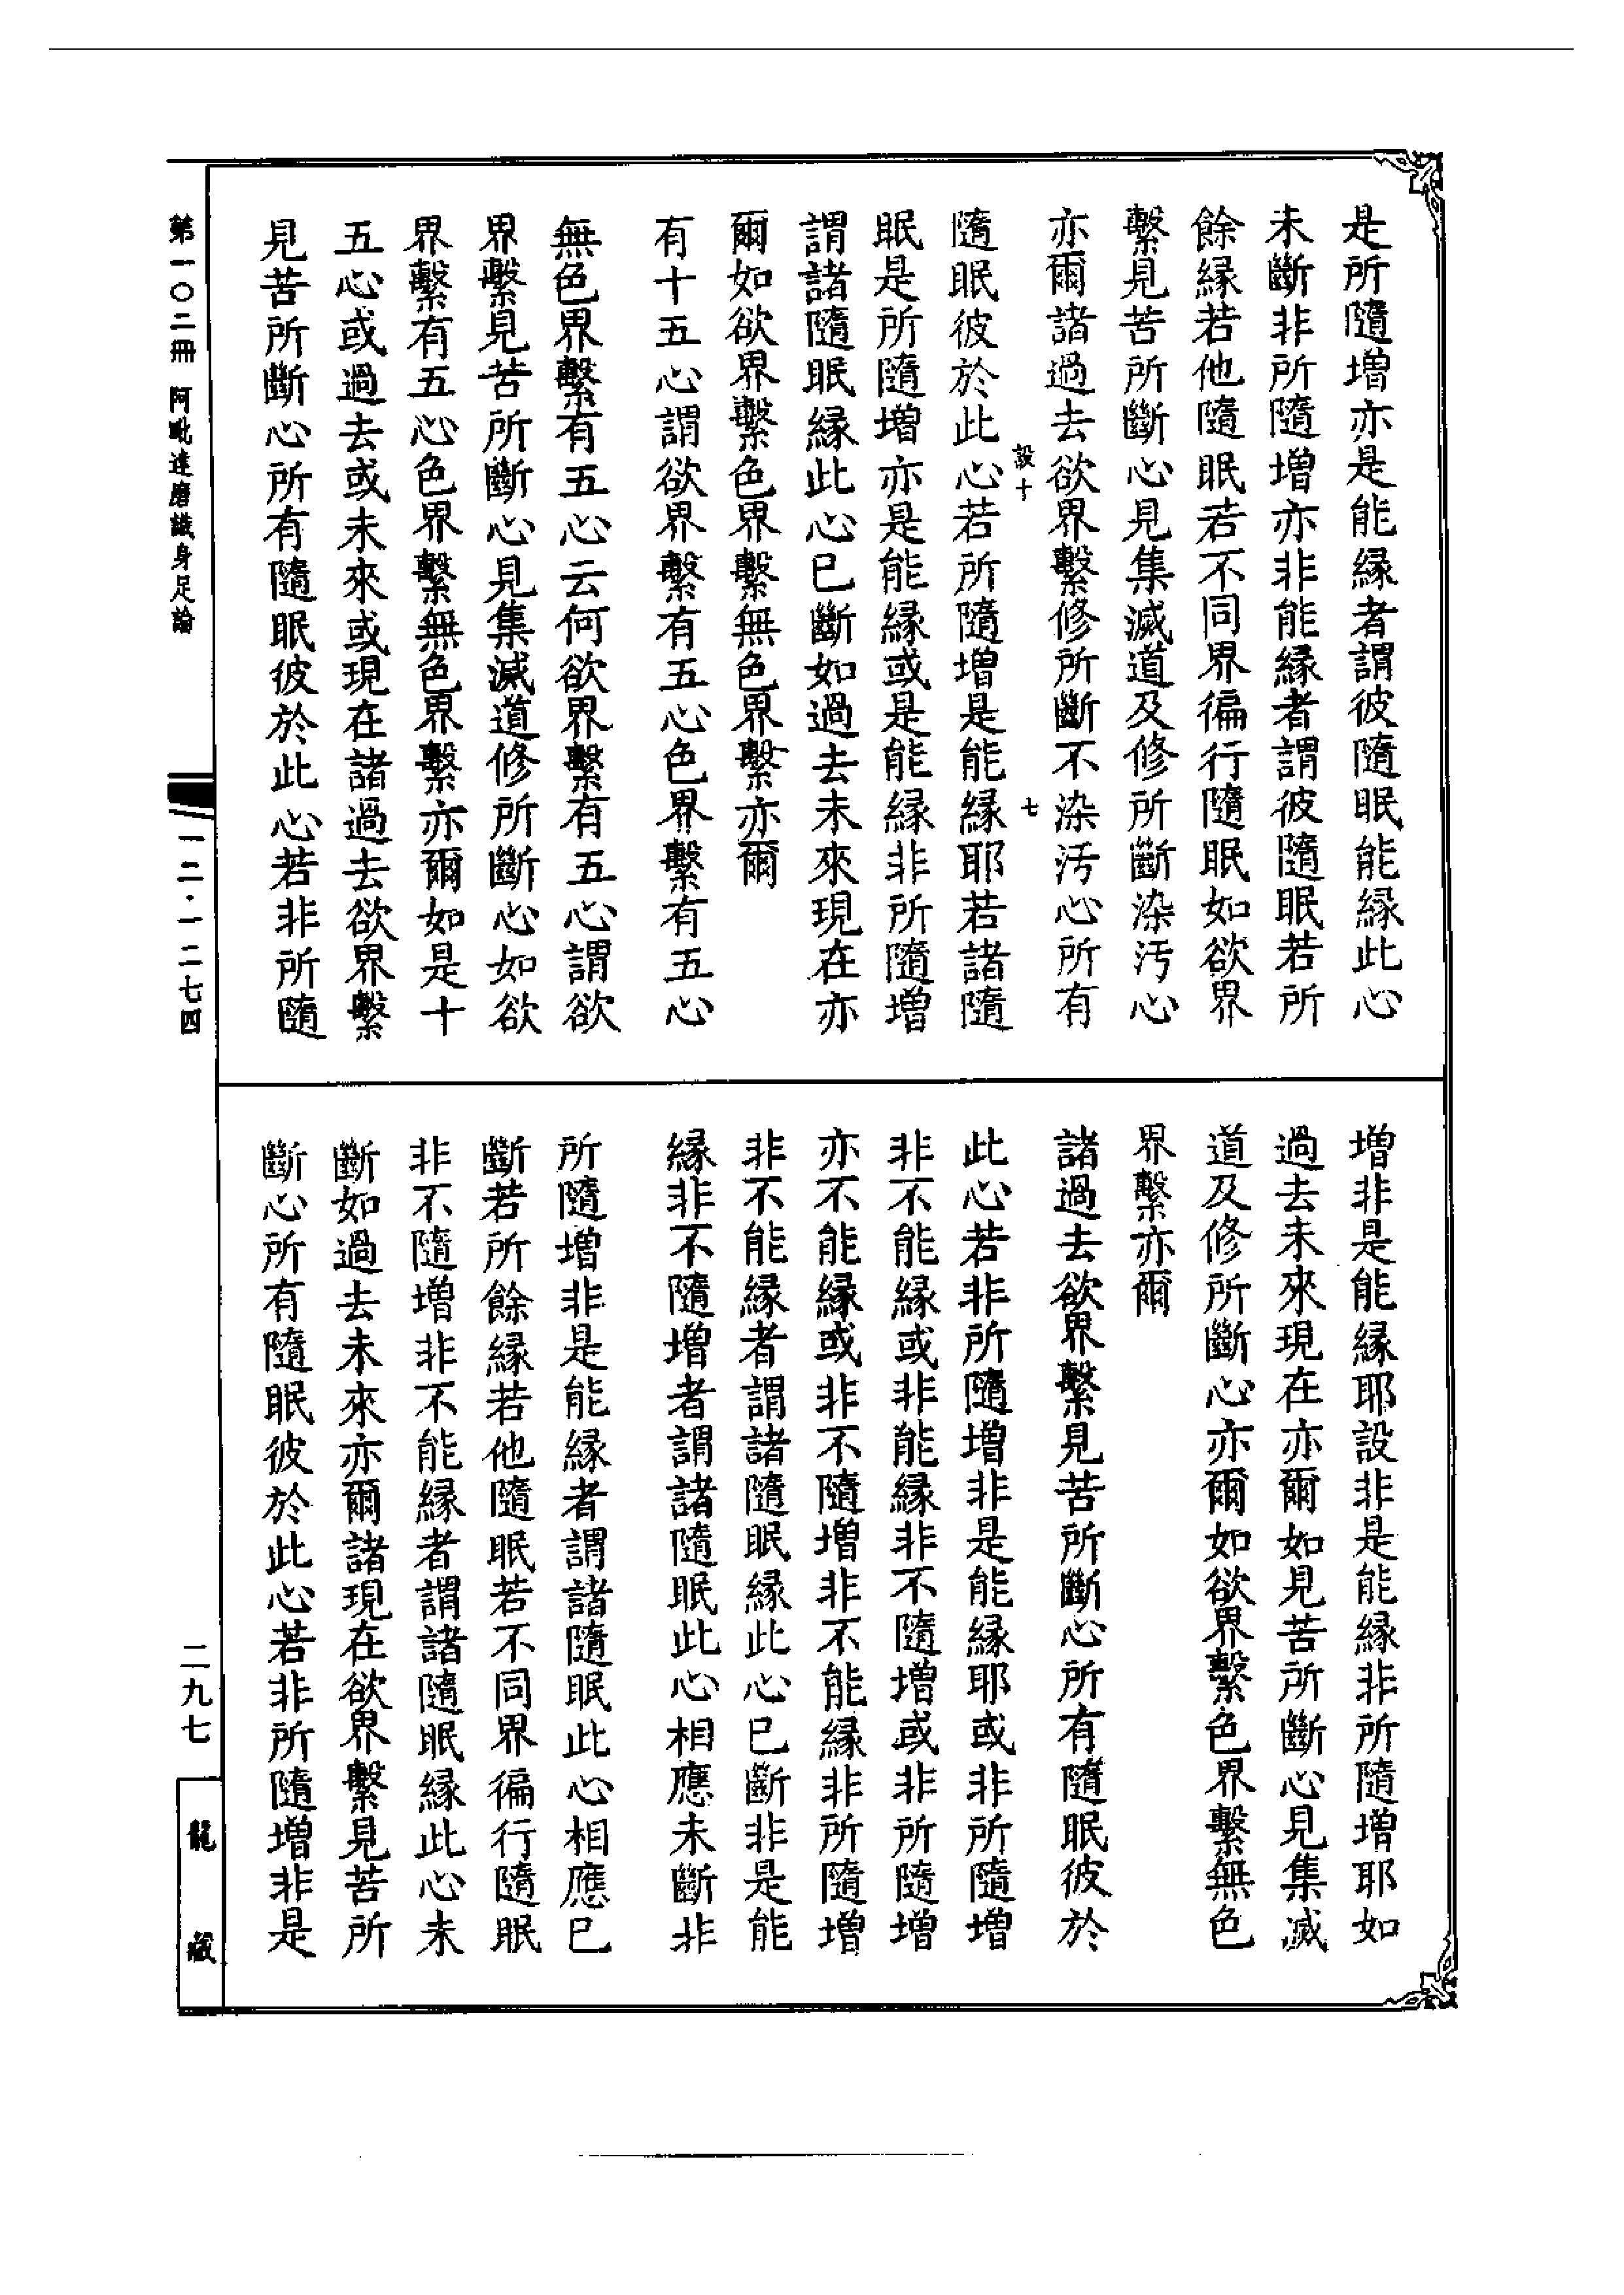 是所隨增亦是能緣者謂彼隨眠能緣此心
未斷非所隨增亦非能緣者謂彼隨眠若所
餘緣若他隨眠若不同界徧行隨眠如欲界
繫見苦所斷心見集滅道及修所斷染汚心
亦爾諸過去欲界繫修所斷不染汚心所有
設十
七
隨眠彼於此心若所隨增是能緣耶若諸隨
眠是所隨增亦是能緣或是能緣非所隨增
謂諸隨眠緣此心已斷如過去未來現在亦
爾如欲界繫色界繫無色界繫亦爾
有十五心謂欲界繫有五心色界繫有五心
無色界繫有五心云何欲界繫有五心謂欲
界繫見苦所斷心見集滅道修所斷心如欲
界繫有五心色界繫無色界繫亦爾如是十
五心或過去或未來或現在諸過去欲界繫
見苦所斷心所有隨眠彼於此心若非所隨
增非是能緣耶設非是能緣非所隨增耶如
過去未來現在亦爾如見苦所斷心見集滅
道及修所斷心亦爾如欲界繫色界繫無色
界繫亦爾
諸過去欲界繫見苦所斷心所有隨眠彼於
此心若非所隨增非是能緣耶或非所隨增
非不能緣或非能緣非不隨增或非所隨增
亦不能緣或非不隨增非不能緣非所隨增
非不能緣者謂諸隨眠緣此心已斷非是能
緣非不隨增者謂諸隨眠此心相應未斷非
所隨增非是能緣者謂諸隨眠此心相應已
斷若所餘緣若他隨眠若不同界徧行隨眠
非不隨增非不能緣者謂諸隨眠緣此心未
斷如過去未來亦爾諸現在欲界繫見苦所
斷心所有隨眠彼於此心若非所隨增非是
第一〇二冊 阿毗達磨識身足論
一二·一二七四
二九七
龍藏